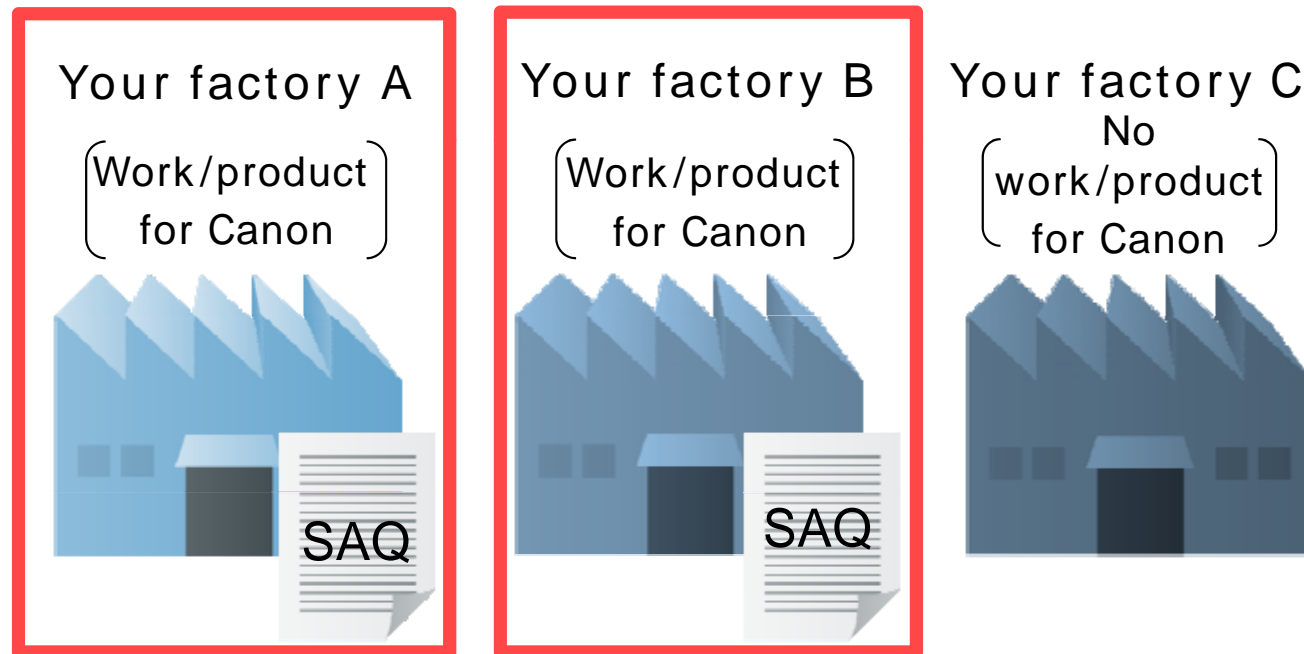 Your factory A
Work/product
for Canon
SAQ
Your factory B
Work/product
for Canon
SAQ
Your factory C
No
work/product
for Canon